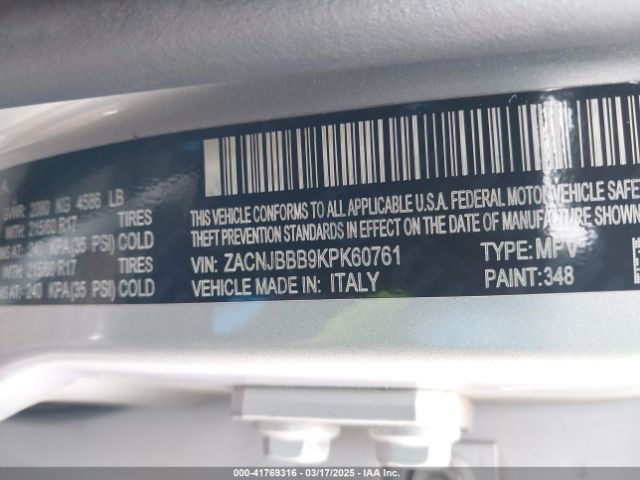 GVWR: 2080 KG 4586 LB
WITH 215/60 R17 TIRES
AT: 240 KPA (35 PSI) COLD
WITH 215/60 R17 TIRES
AT: 240 KPA (35 PSI) COLD
THIS VEHICLE CONFORMS TO ALL APPLICABLE U.S.A. FEDERAL MOTOR VEHICLE SAFETY,
THEFT PREVENTION STANDARDS IN EFFECT ON THE DATE OF MANUFACTURE SHOWN
VIN: ZACNJBBB9KPK60761 TYPE: MPV
VEHICLE MADE IN: ITALY PAINT: 348
000-41769316 - 03/17/2025 - IAA Inc.